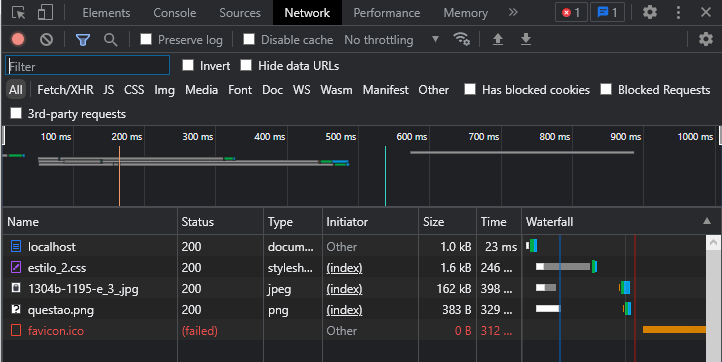 Elements Console Sources Network Performance Memory 1 1
Preserve log Disable cache No throttling
Filter Invert Hide data URLs
All Fetch/XHR JS CSS Img Media Font Doc WS Wasm Manifest Other Has blocked cookies Blocked Requests
3rd-party requests
100 ms 200 ms 300 ms 400 ms 500 ms 600 ms 700 ms 800 ms 900 ms 1000 ms
Name Status Type Initiator Size Time Waterfall
localhost 200 docum... Other 1.0 kB 23 ms
estilo_2.css 200 stylesh... (index) 1.6 kB 246 ...
1304b-1195-e_3_.jpg 200 jpeg (index) 162 kB 398 ...
questao.png 200 png (index) 383 B 329 ...
favicon.ico (failed) Other 0 B 312 ...